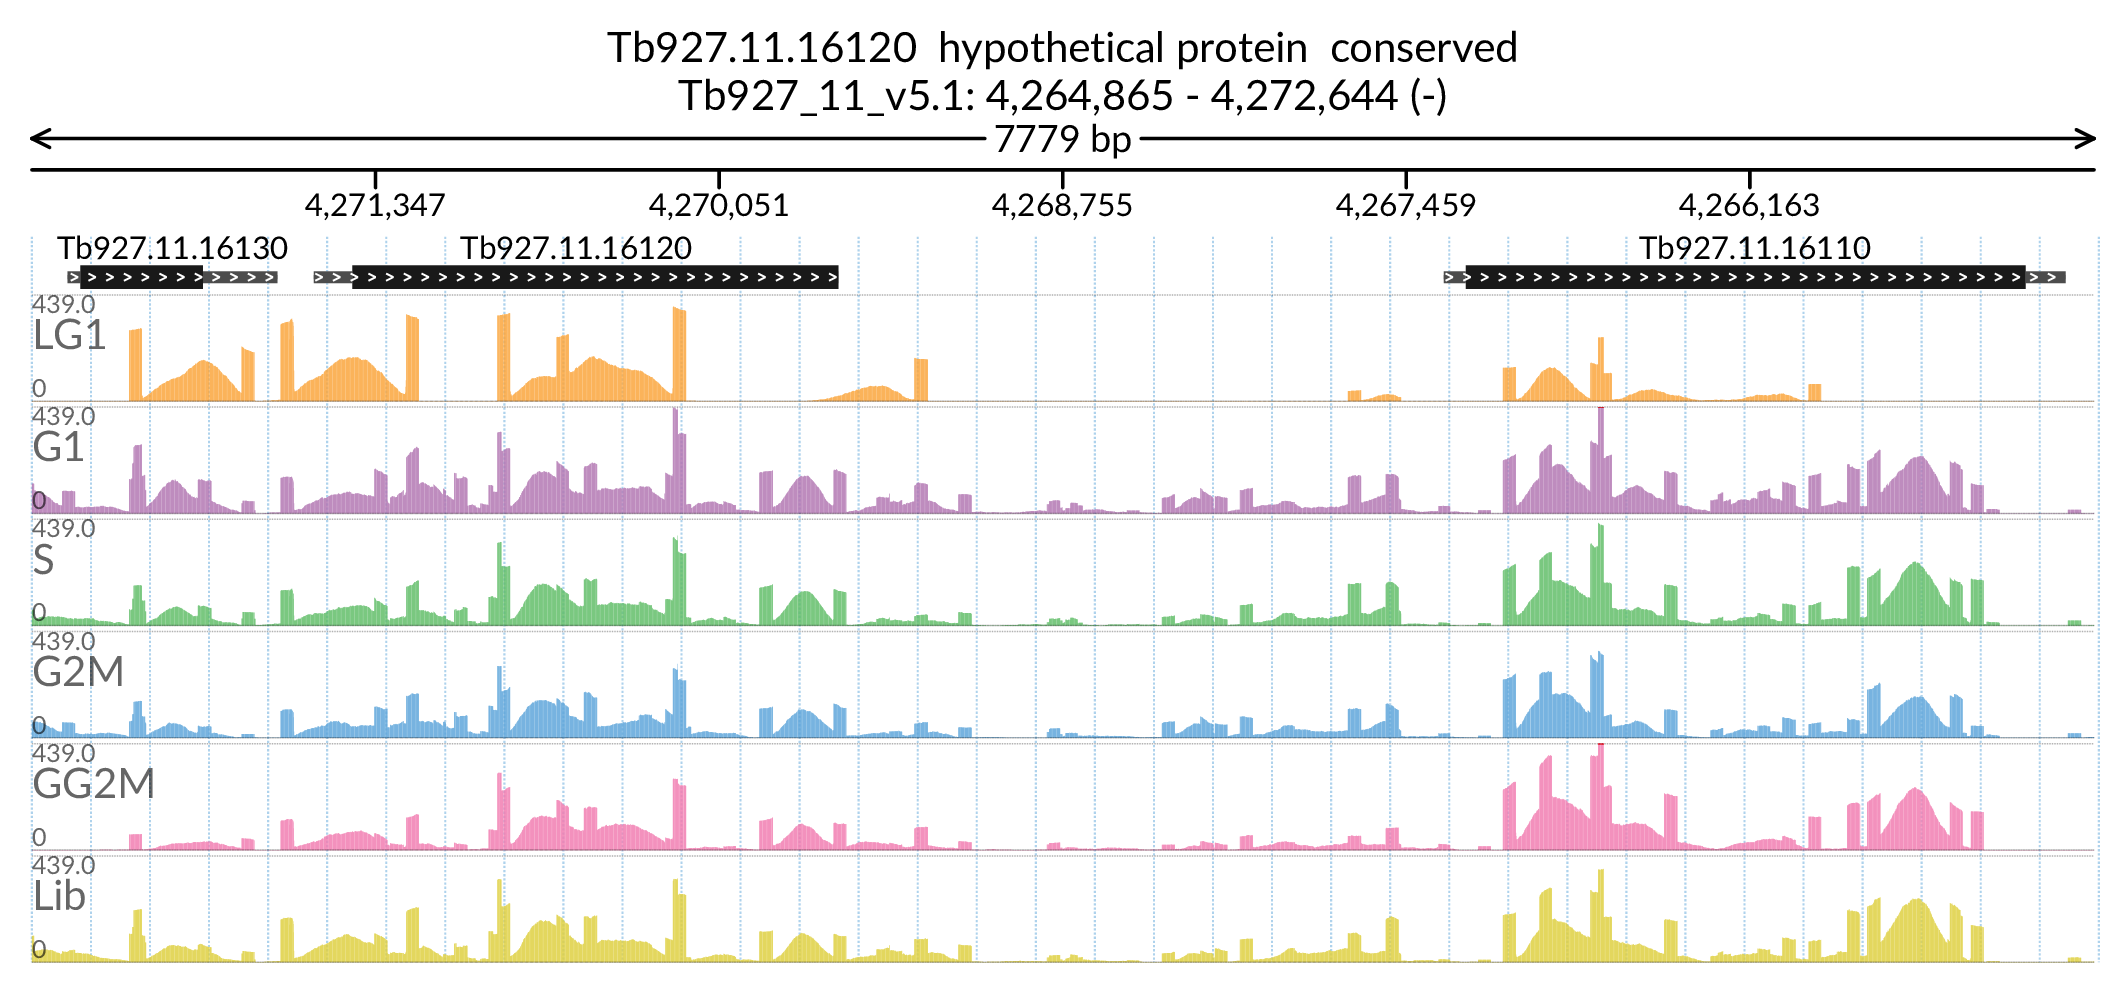 Tb927.11.16120 hypothetical protein conserved
Tb927_11_v5.1: 4,264,865 - 4,272,644 (-)
7779 bp
4,271,347 4,270,051 4,268,755 4,267,459 4,266,163
Tb927.11.16130 Tb927.11.16120 Tb927.11.16110
439.0
LG1
0
439.0
G1
0
439.0
S
0
439.0
G2M
0
439.0
GG2M
0
439.0
Lib
0